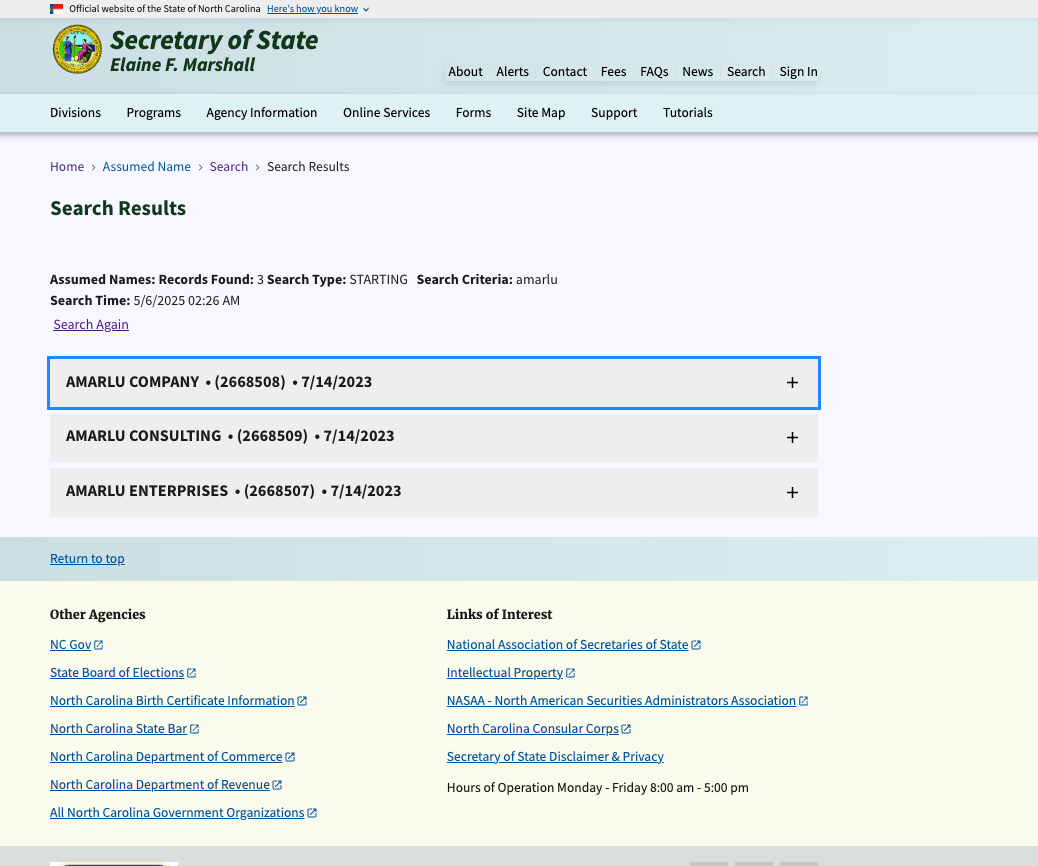 Official website of the State of North Carolina Here's how you know
Secretary of State
Elaine F. Marshall
About Alerts Contact Fees FAQs News Search Sign In
Divisions Programs Agency Information Online Services Forms Site Map Support Tutorials
Home › Assumed Name › Search › Search Results
Search Results
Assumed Names: Records Found: 3 Search Type: STARTING Search Criteria: amarlu
Search Time: 5/6/2025 02:26 AM
Search Again
AMARLU COMPANY • (2668508) • 7/14/2023
AMARLU CONSULTING • (2668509) • 7/14/2023
AMARLU ENTERPRISES • (2668507) • 7/14/2023
Return to top
Other Agencies
NC Gov
State Board of Elections
North Carolina Birth Certificate Information
North Carolina State Bar
North Carolina Department of Commerce
North Carolina Department of Revenue
All North Carolina Government Organizations
Links of Interest
National Association of Secretaries of State
Intellectual Property
NASAA - North American Securities Administrators Association
North Carolina Consular Corps
Secretary of State Disclaimer & Privacy
Hours of Operation Monday - Friday 8:00 am - 5:00 pm